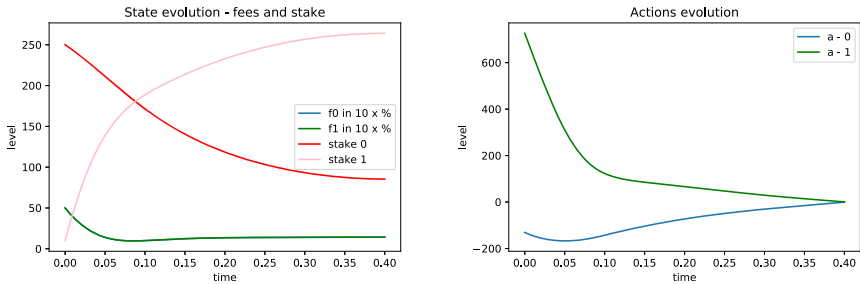 State evolution - fees and stake
level
250
200
150
100
50
0
f0 in 10 x %
f1 in 10 x %
stake 0
stake 1
0.00 0.05 0.10 0.15 0.20 0.25 0.30 0.35 0.40
time
Actions evolution
600
400
200
0
−200
a - 0
a - 1
0.00 0.05 0.10 0.15 0.20 0.25 0.30 0.35 0.40
time
level